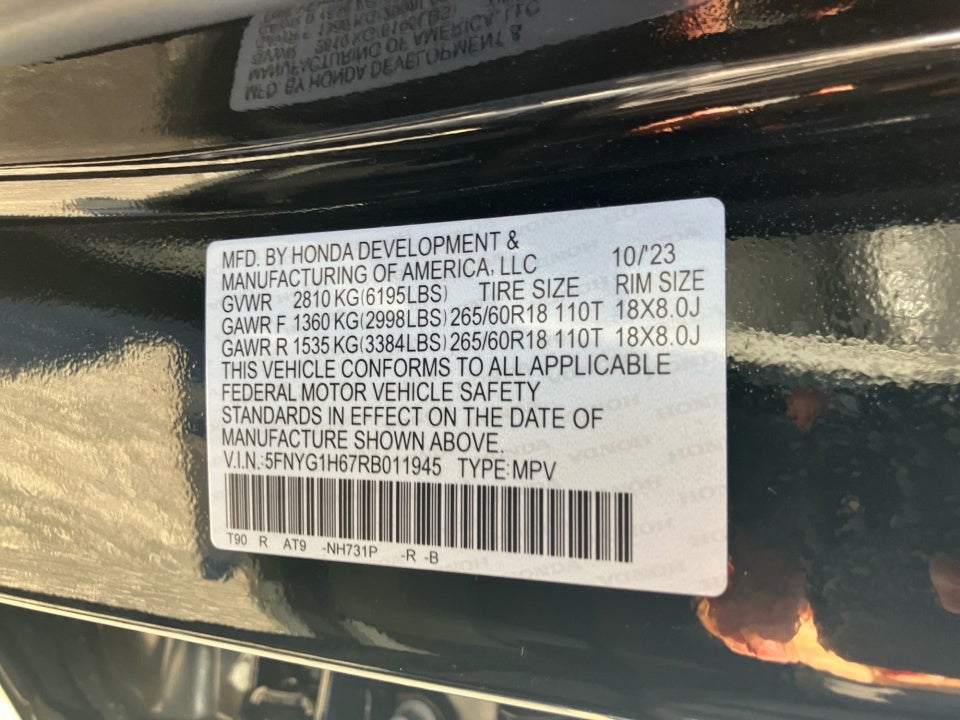 MFD. BY HONDA DEVELOPMENT &
MANUFACTURING OF AMERICA, LLC 10/'23
GVWR 2810 KG(6195LBS) TIRE SIZE RIM SIZE
GAWR F 1360 KG(2998LBS) 265/60R18 110T 18X8.0J
GAWR R 1535 KG(3384LBS) 265/60R18 110T 18X8.0J
THIS VEHICLE CONFORMS TO ALL APPLICABLE
FEDERAL MOTOR VEHICLE SAFETY
STANDARDS IN EFFECT ON THE DATE OF
MANUFACTURE SHOWN ABOVE.
V.I.N.:5FNYG1H67RB011945 TYPE:MPV
T90 R AT9 -NH731P -R -B